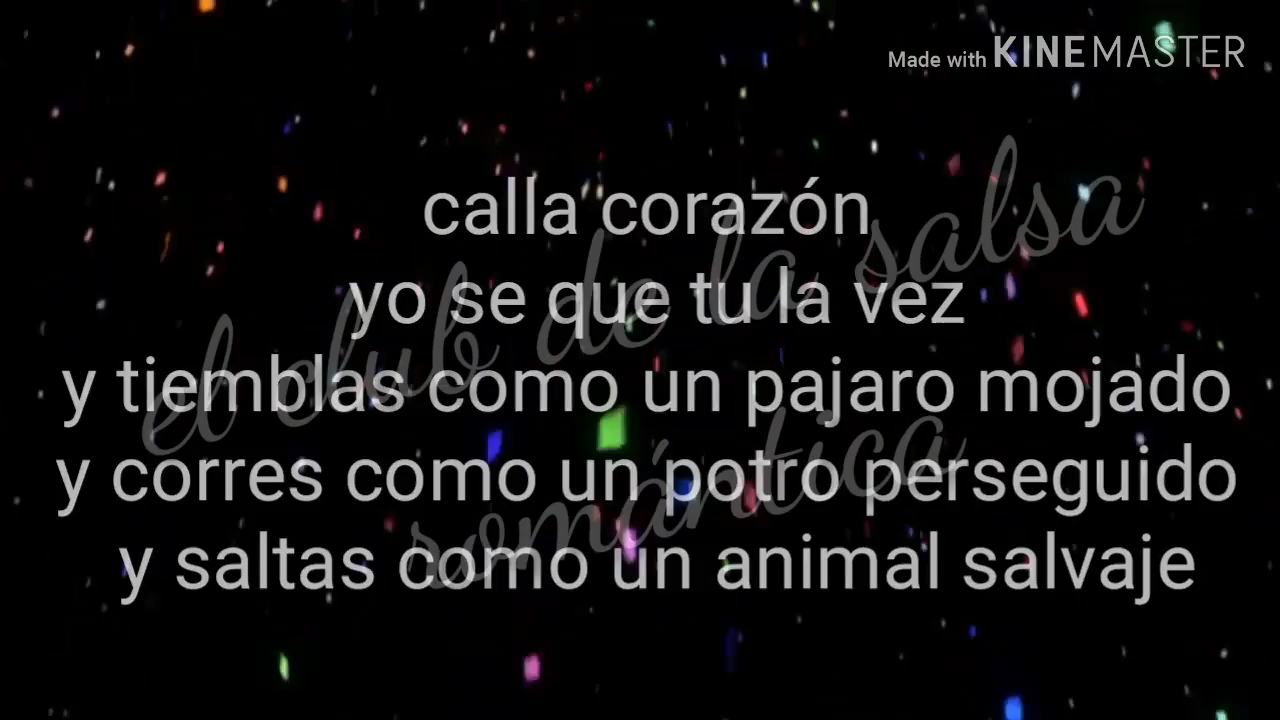 Made with KINEMASTER
calla corazón
yo se que tu la vez
y tiemblas como un pajaro mojado
y corres como un potro perseguido
y saltas como un animal salvaje
el club de la salsa
romántica